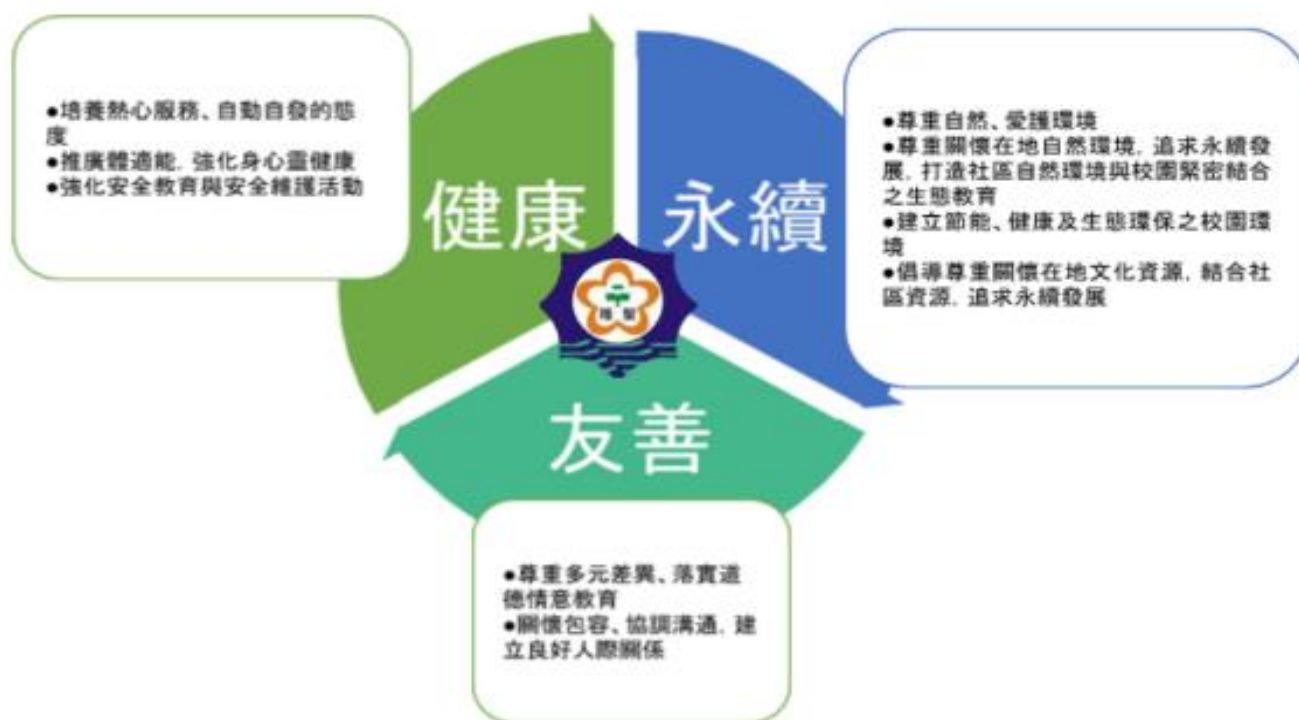 ●培養熱心服務、自動自發的態
度
●推廣體適能，強化身心靈健康
●強化安全教育與安全維護活動
健康
永續
●尊重自然、愛護環境
●尊重關懷在地自然環境，追求永續發
展，打造社區自然環境與校園緊密結合
之生態教育
●建立節能、健康及生態環保之校園環
境
●倡導尊重關懷在地文化資源，結合社
區資源，追求永續發展
友善
●尊重多元差異、落實道
德情意教育
●關懷包容、協調溝通，建
立良好人際關係